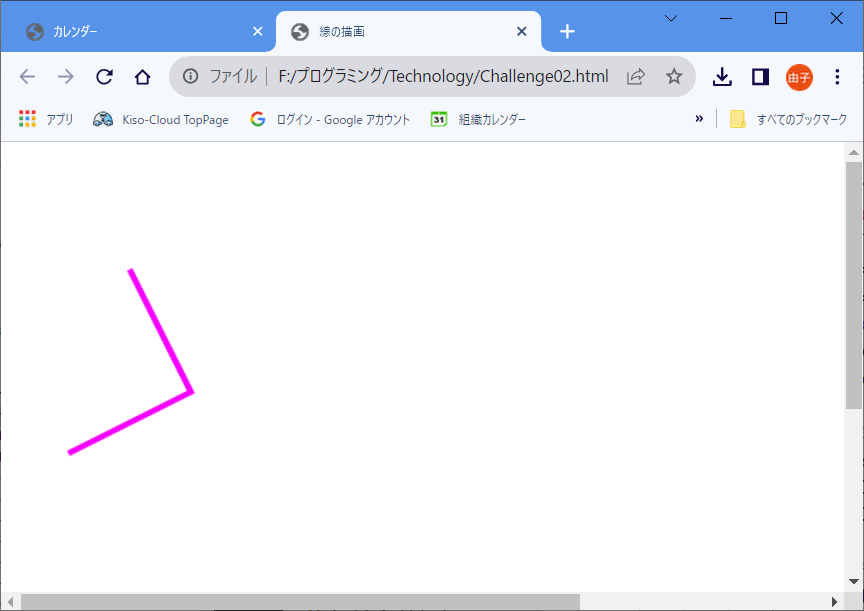 カレンダー
線の描画
ファイル
F:/プログラミング/Technology/Challenge02.html
由子
アプリ
Kiso-Cloud TopPage
ログイン - Google アカウント
31
組織カレンダー
»
すべてのブックマーク